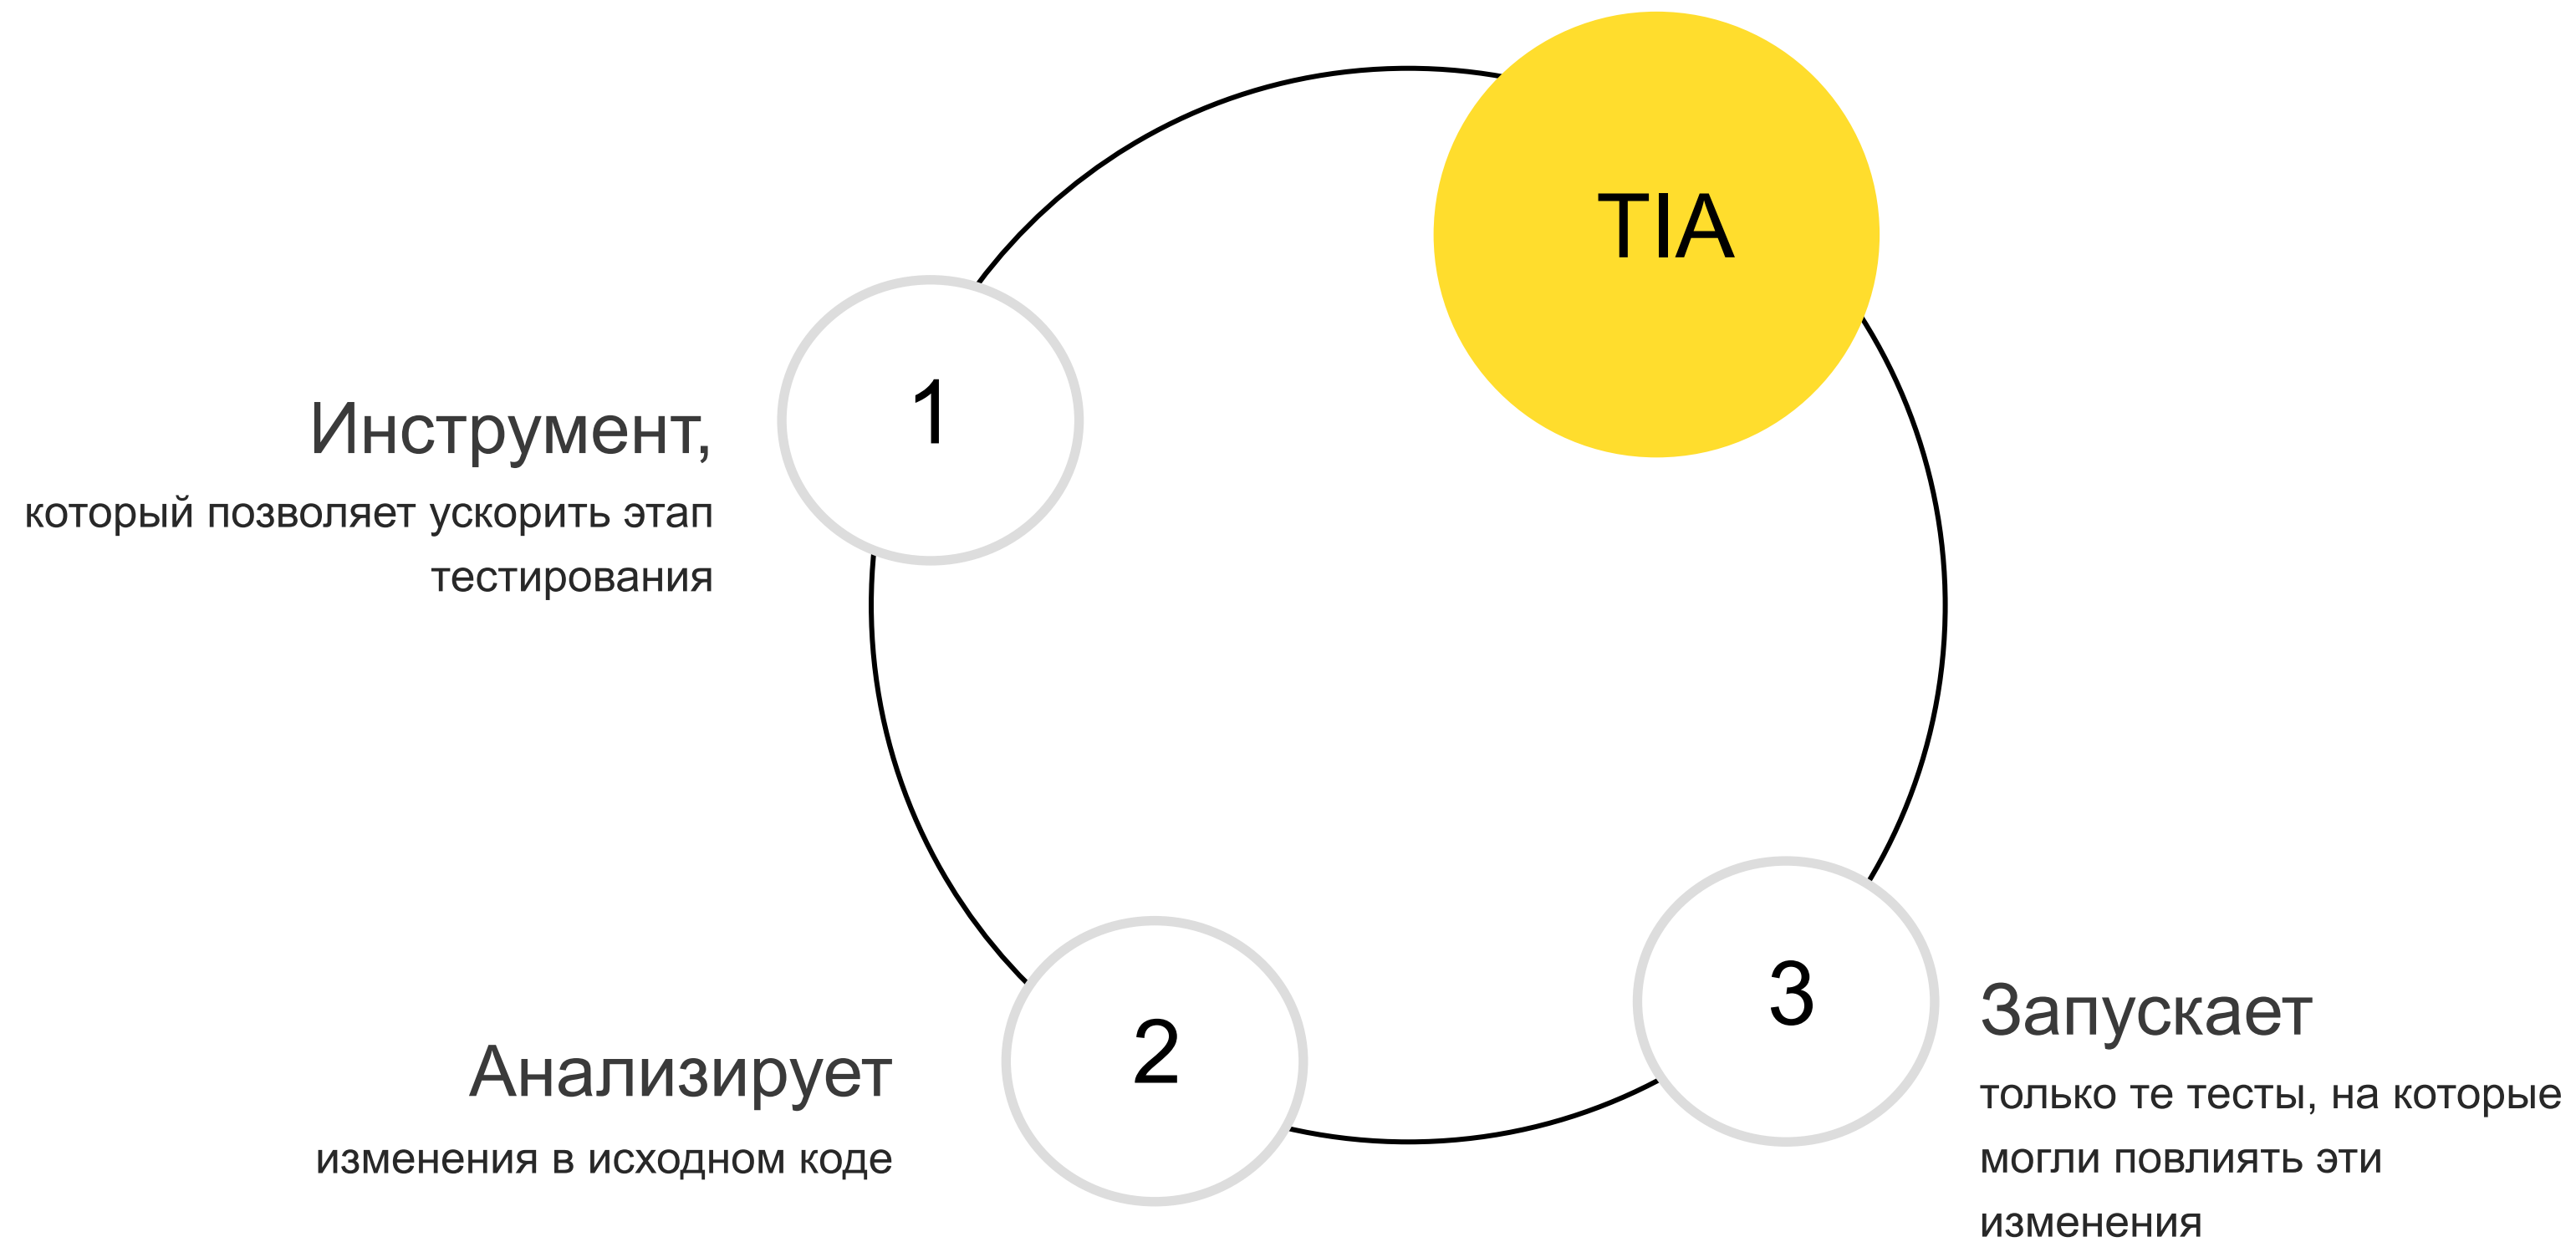 TIA
1
Инструмент,
который позволяет ускорить этап
тестирования
2
Анализирует
изменения в исходном коде
3
Запускает
только те тесты, на которые
могли повлиять эти
изменения